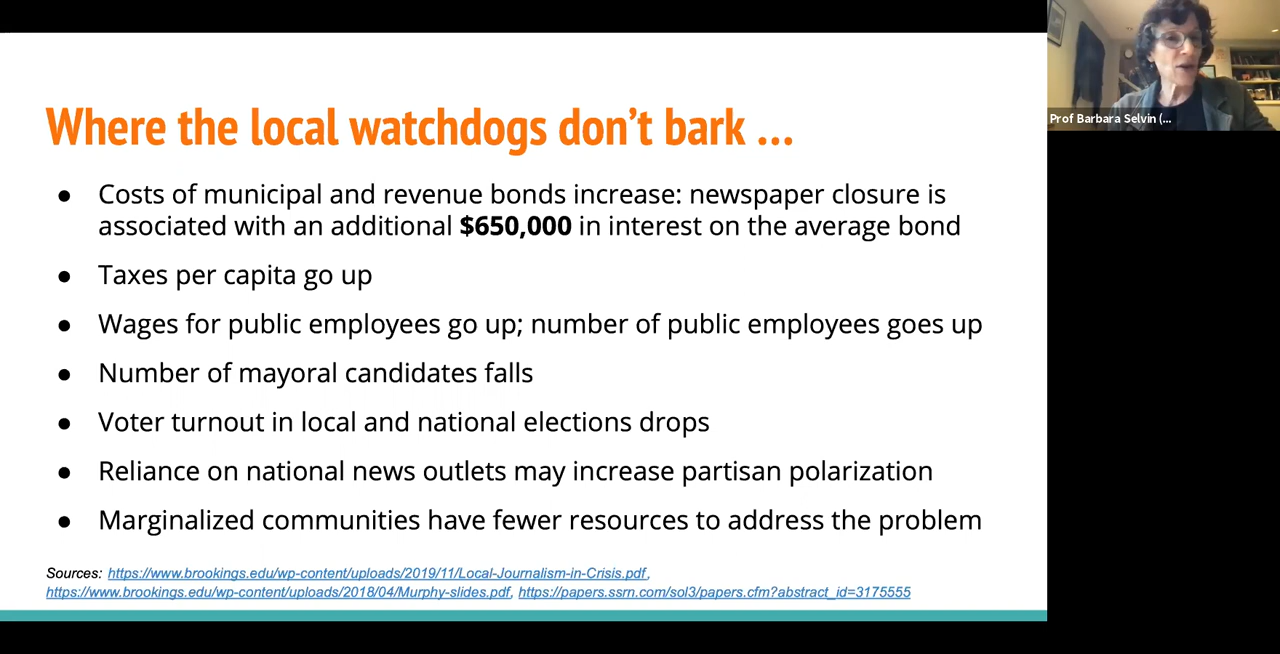 Where the local watchdogs don't bark ...
● Costs of municipal and revenue bonds increase: newspaper closure is
associated with an additional $650,000 in interest on the average bond
● Taxes per capita go up
● Wages for public employees go up; number of public employees goes up
● Number of mayoral candidates falls
● Voter turnout in local and national elections drops
● Reliance on national news outlets may increase partisan polarization
● Marginalized communities have fewer resources to address the problem
Sources: https://www.brookings.edu/wp-content/uploads/2019/11/Local-Journalism-in-Crisis.pdf,
https://www.brookings.edu/wp-content/uploads/2018/04/Murphy-slides.pdf, https://papers.ssrn.com/sol3/papers.cfm?abstract_id=3175555
Prof Barbara Selvin (...